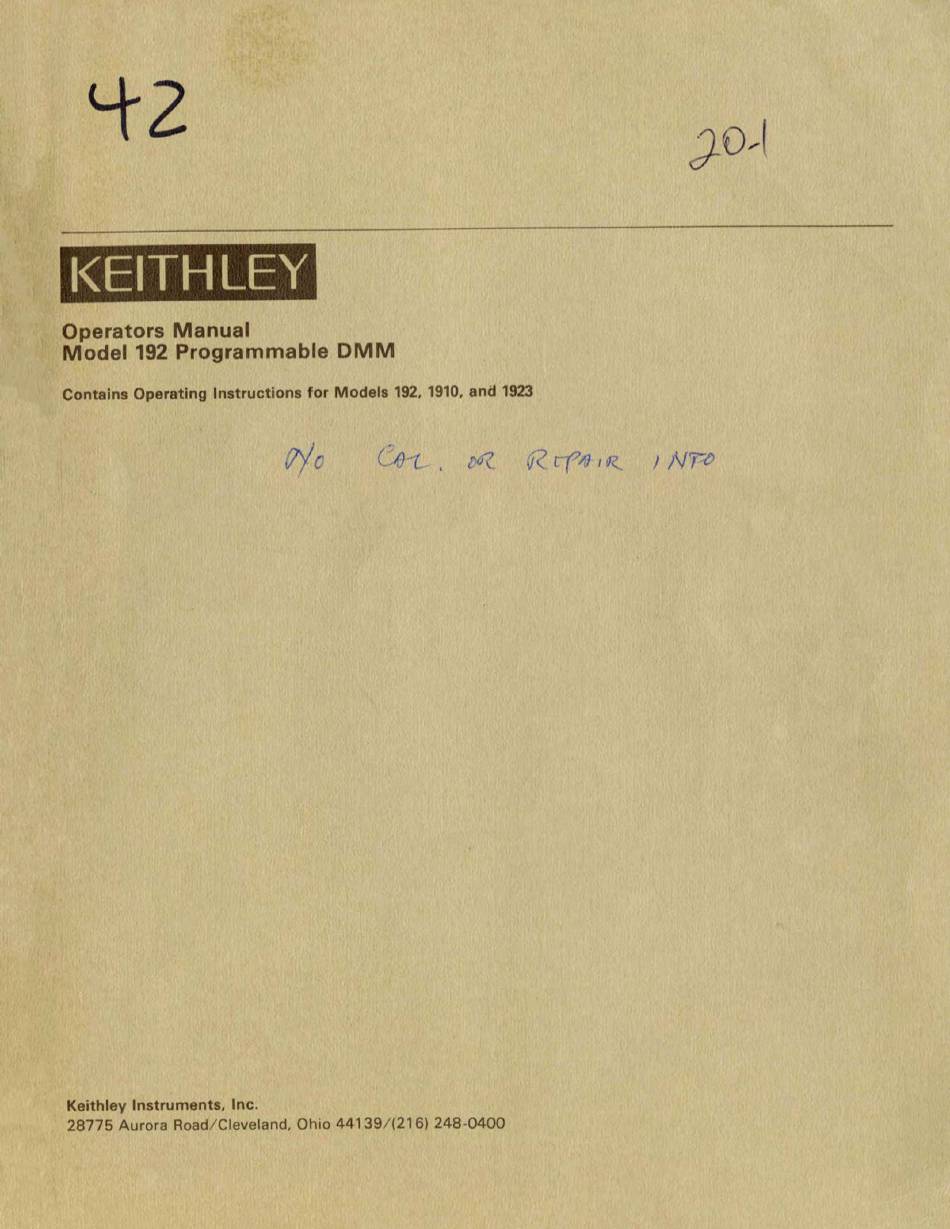 42
20-1
KEITHLEY
Operators Manual
Model 192 Programmable DMM
Contains Operating Instructions for Models 192, 1910, and 1923
NO CAL. OR REPAIR INFO
Keithley Instruments, Inc.
28775 Aurora Road/Cleveland, Ohio 44139/(216) 248-0400